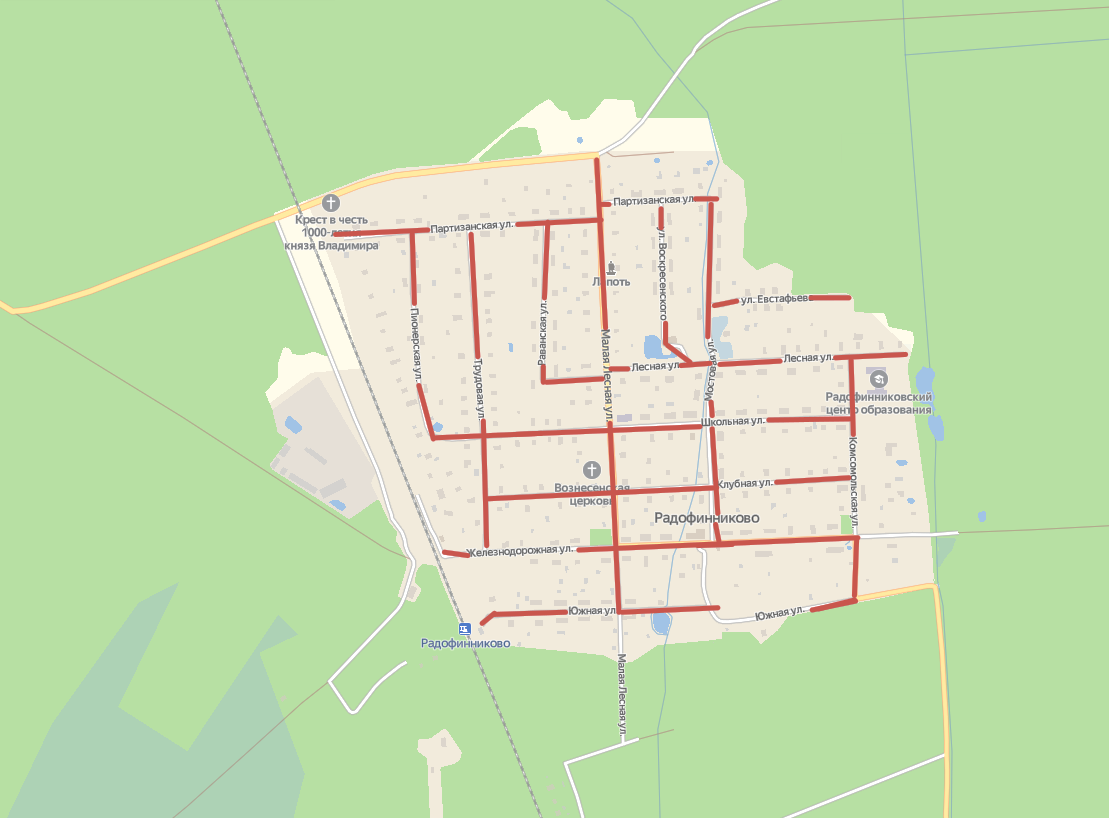 Партизанская ул.
Крест в честь
1000-летия
князя Владимира
Партизанская ул.
ул. Воскресенского
Лапоть
ул. Евстафьев
Пионерская ул.
Раванская ул.
Малая Лесная ул.
Трудовая ул.
Лесная ул.
Мостовая ул.
Лесная ул.
Радофинниковский
центр образования
Школьная ул.
Комсомольская ул.
Вознесенская
церковь
Клубная ул.
Радофинниково
Железнодорожная ул.
Южная ул.
Южная ул.
Радофинниково
Малая Лесная ул.